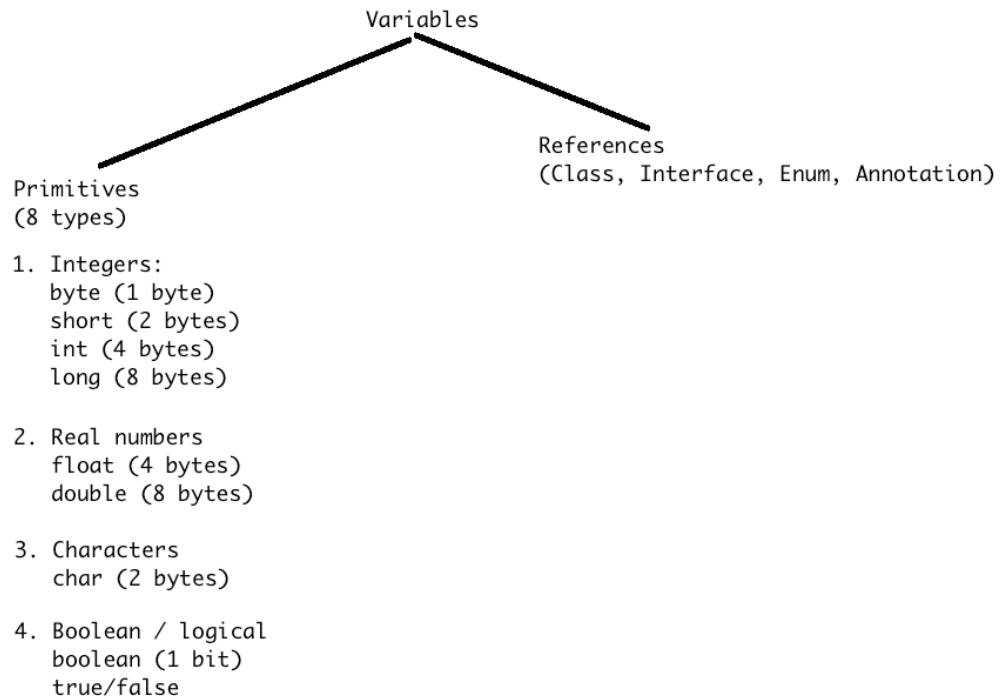 Variables
References
(Class, Interface, Enum, Annotation)
Primitives
(8 types)
1. Integers:
byte (1 byte)
short (2 bytes)
int (4 bytes)
long (8 bytes)
2. Real numbers
float (4 bytes)
double (8 bytes)
3. Characters
char (2 bytes)
4. Boolean / logical
boolean (1 bit)
true/false